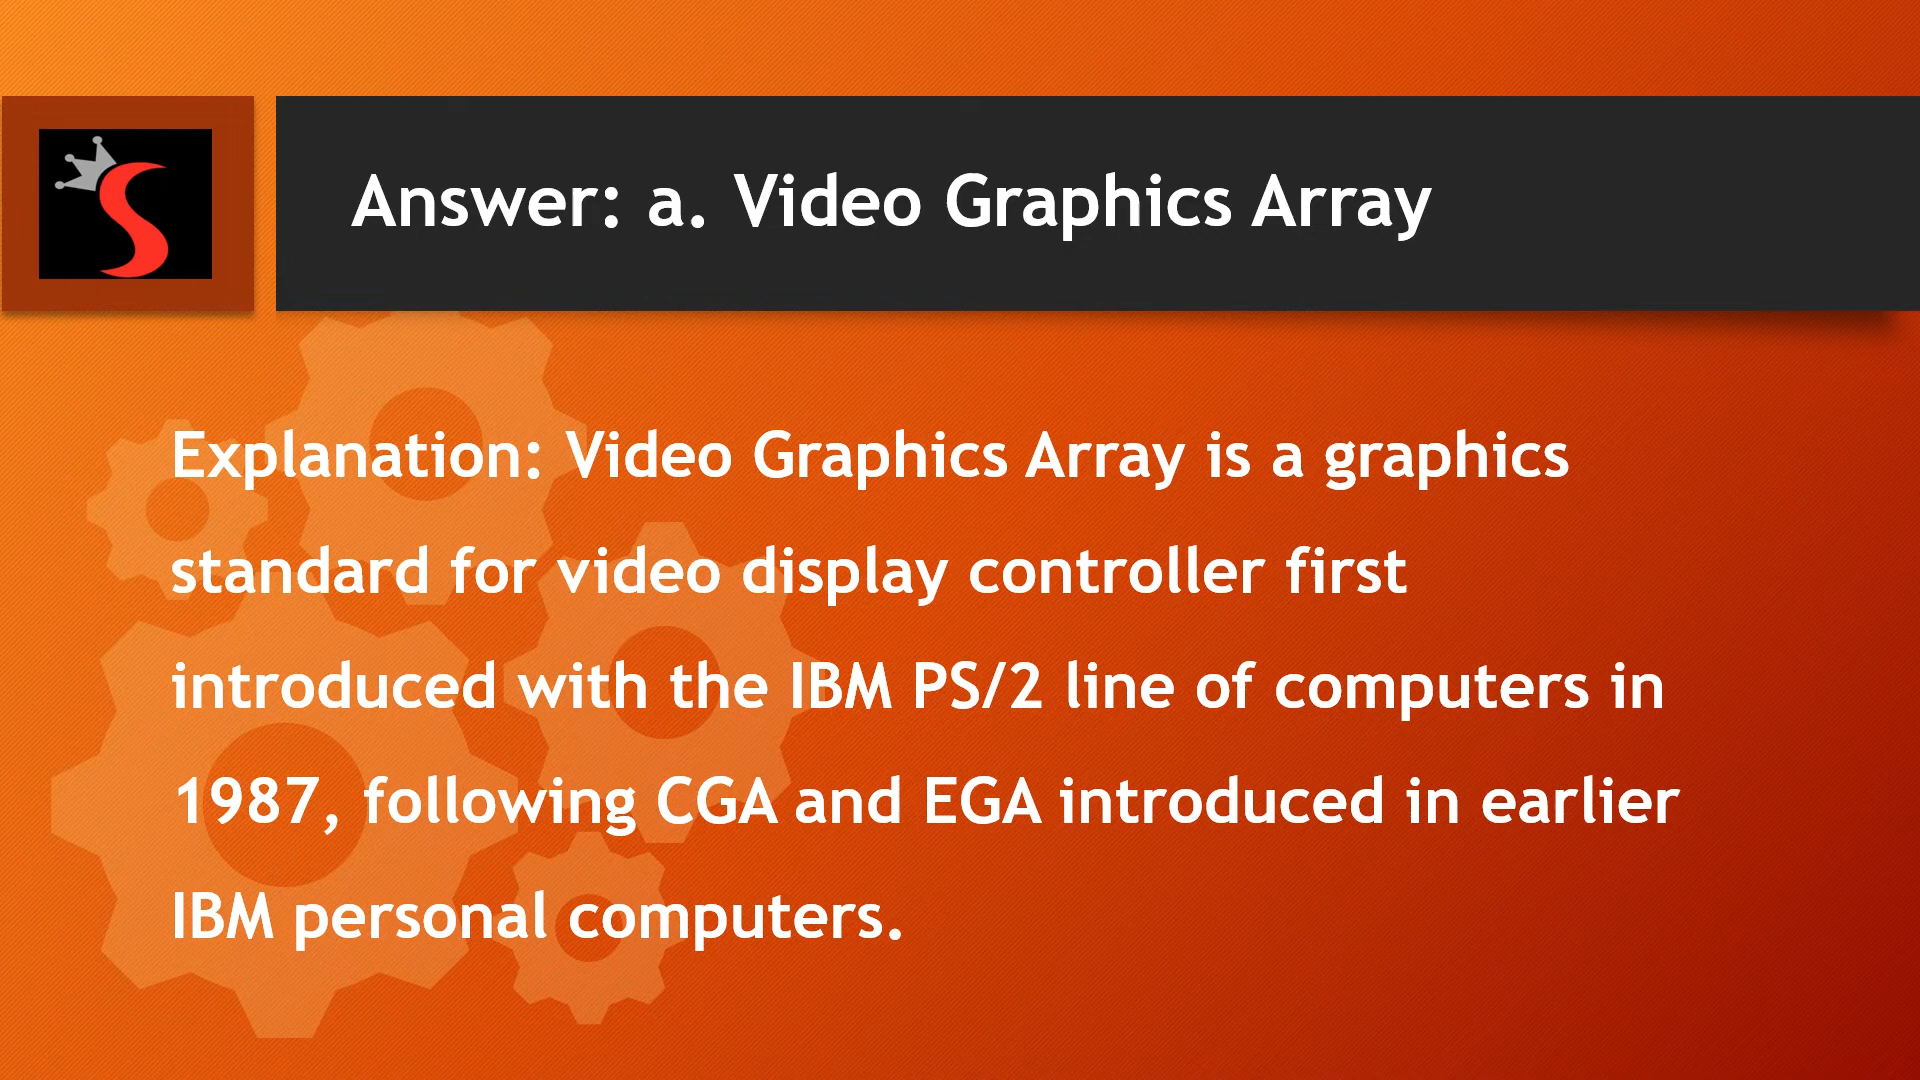 Answer: a. Video Graphics Array
Explanation: Video Graphics Array is a graphics
standard for video display controller first
introduced with the IBM PS/2 line of computers in
1987, following CGA and EGA introduced in earlier
IBM personal computers.